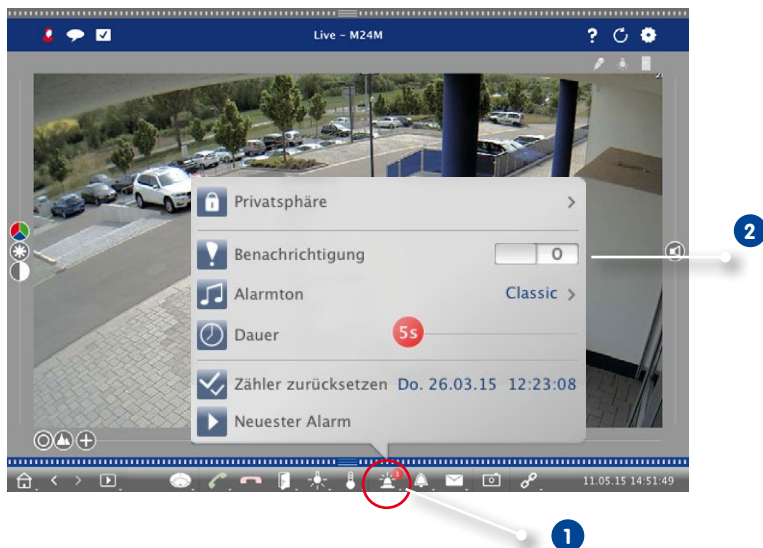 ? 
Live – M24M
Privatsphäre
Benachrichtigung O
Alarmton Classic
Dauer 5s
Zähler zurücksetzen Do. 26.03.15 12:23:08
Neuester Alarm
1
11.05.15 14:51:49
2
1